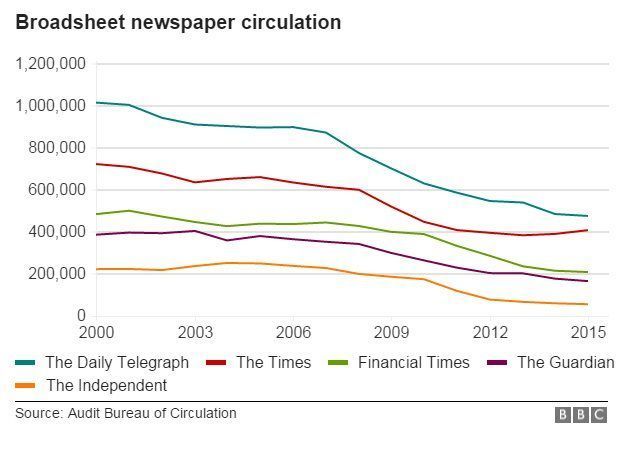 Broadsheet newspaper circulation
1,200,000
1,000,000
800,000
600,000
400,000
200,000
0
2000 2003 2006 2009 2012 2015
The Daily Telegraph The Times Financial Times The Guardian
The Independent
Source: Audit Bureau of Circulation BBC